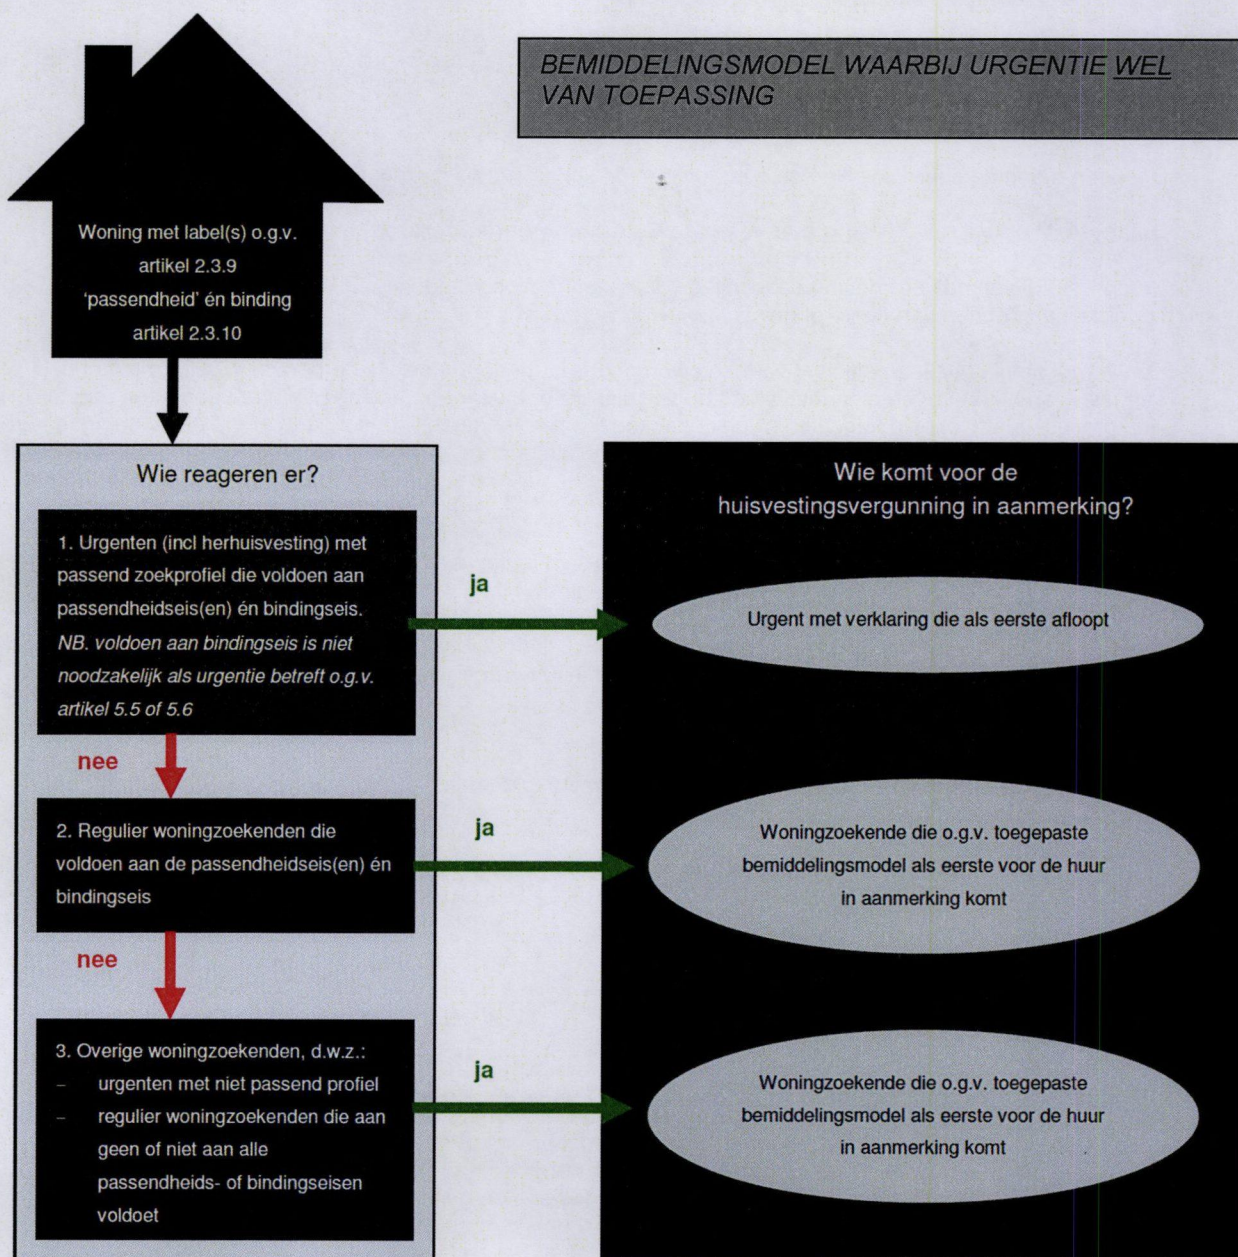 BEMIDDELINGSMODEL WAARBIJ URGENTIE WEL
VAN TOEPASSING
Woning met label(s) o.g.v.
artikel 2.3.9
'passendheid' én binding
artikel 2.3.10
Wie reageren er?
1. Urgenten (incl herhuisvesting) met
passend zoekprofiel die voldoen aan
passendheidseis(en) én bindingseis.
NB. voldoen aan bindingseis is niet
noodzakelijk als urgentie betreft o.g.v.
artikel 5.5 of 5.6
nee
2. Regulier woningzoekenden die
voldoen aan de passendheidseis(en) én
bindingseis
nee
3. Overige woningzoekenden, d.w.z.:
– urgenten met niet passend profiel
– regulier woningzoekenden die aan
geen of niet aan alle
passendheids- of bindingseisen
voldoet
ja
ja
ja
Wie komt voor de
huisvestingsvergunning in aanmerking?
Urgent met verklaring die als eerste afloopt
Woningzoekende die o.g.v. toegepaste
bemiddelingsmodel als eerste voor de huur
in aanmerking komt
Woningzoekende die o.g.v. toegepaste
bemiddelingsmodel als eerste voor de huur
in aanmerking komt